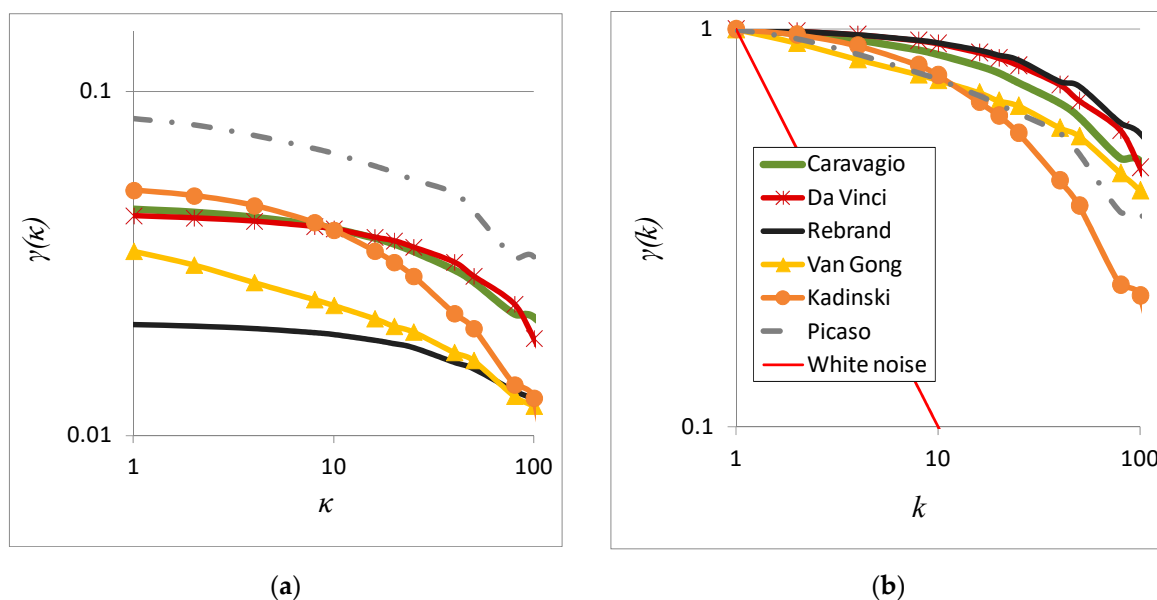 0.1
0.01
1
10
100
γ(κ)
κ
(a)
1
0.1
1
10
100
γ(k)
k
Caravagio
Da Vinci
Rebrand
Van Gong
Kadinski
Picaso
White noise
(b)